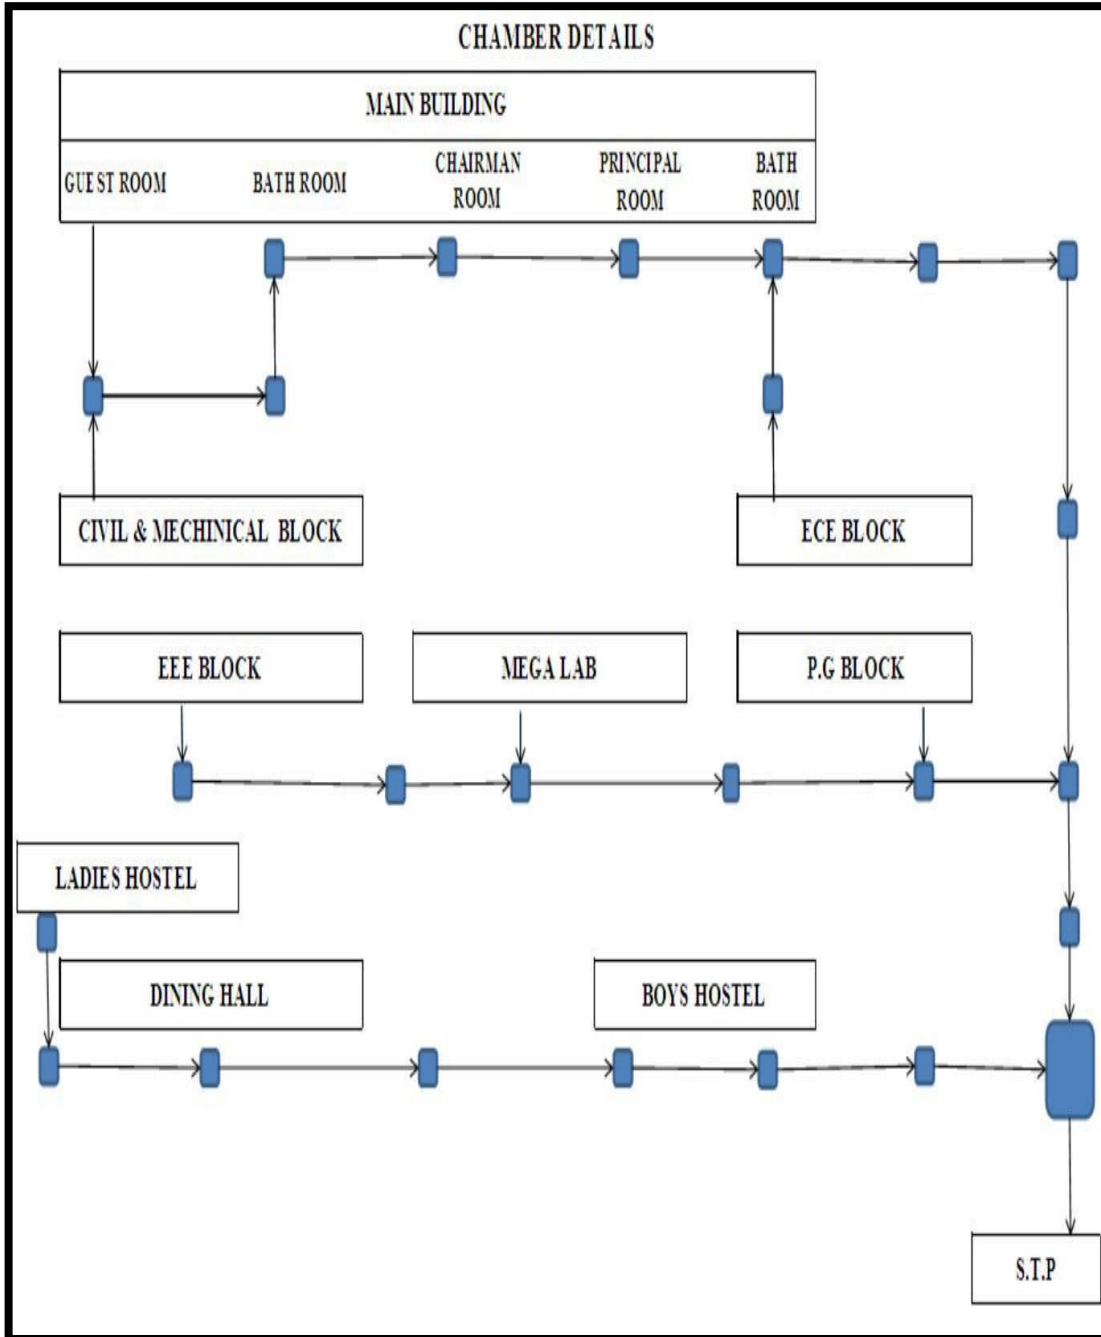 CHAMBER DETAILS
MAIN BUILDING
GUEST ROOM
BATH ROOM
CHAIRMAN
ROOM
PRINCIPAL
ROOM
BATH
ROOM
CIVIL & MECHINICAL BLOCK
ECE BLOCK
EEE BLOCK
MEGA LAB
P.G BLOCK
LADIES HOSTEL
DINING HALL
BOYS HOSTEL
S.T.P